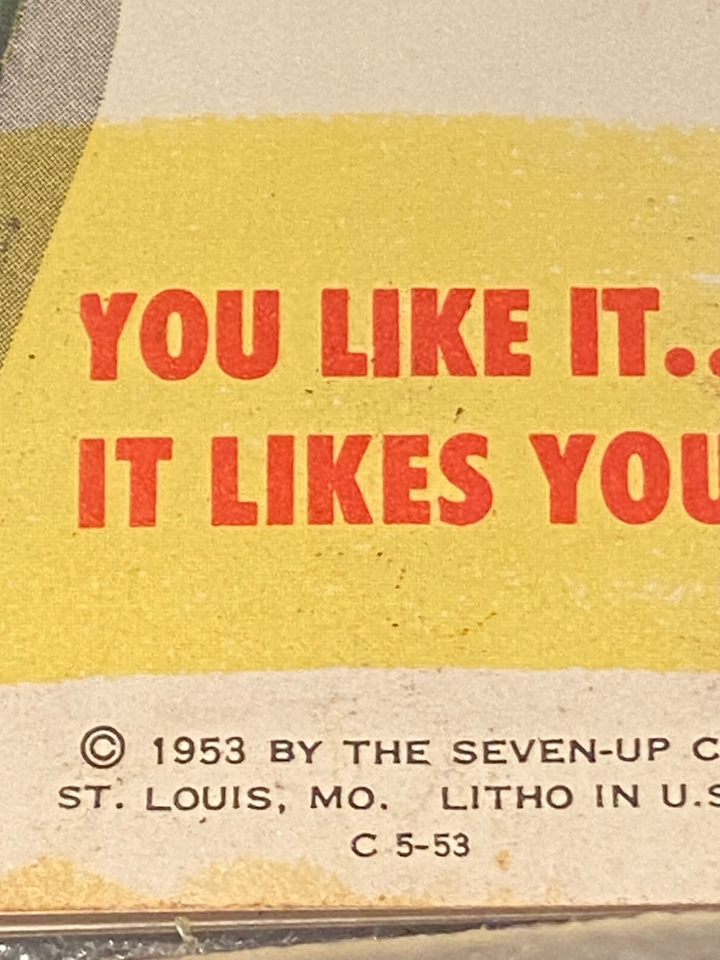 YOU LIKE IT..
IT LIKES YOU
© 1953 BY THE SEVEN-UP C
ST. LOUIS, MO. LITHO IN U.S
C 5-53